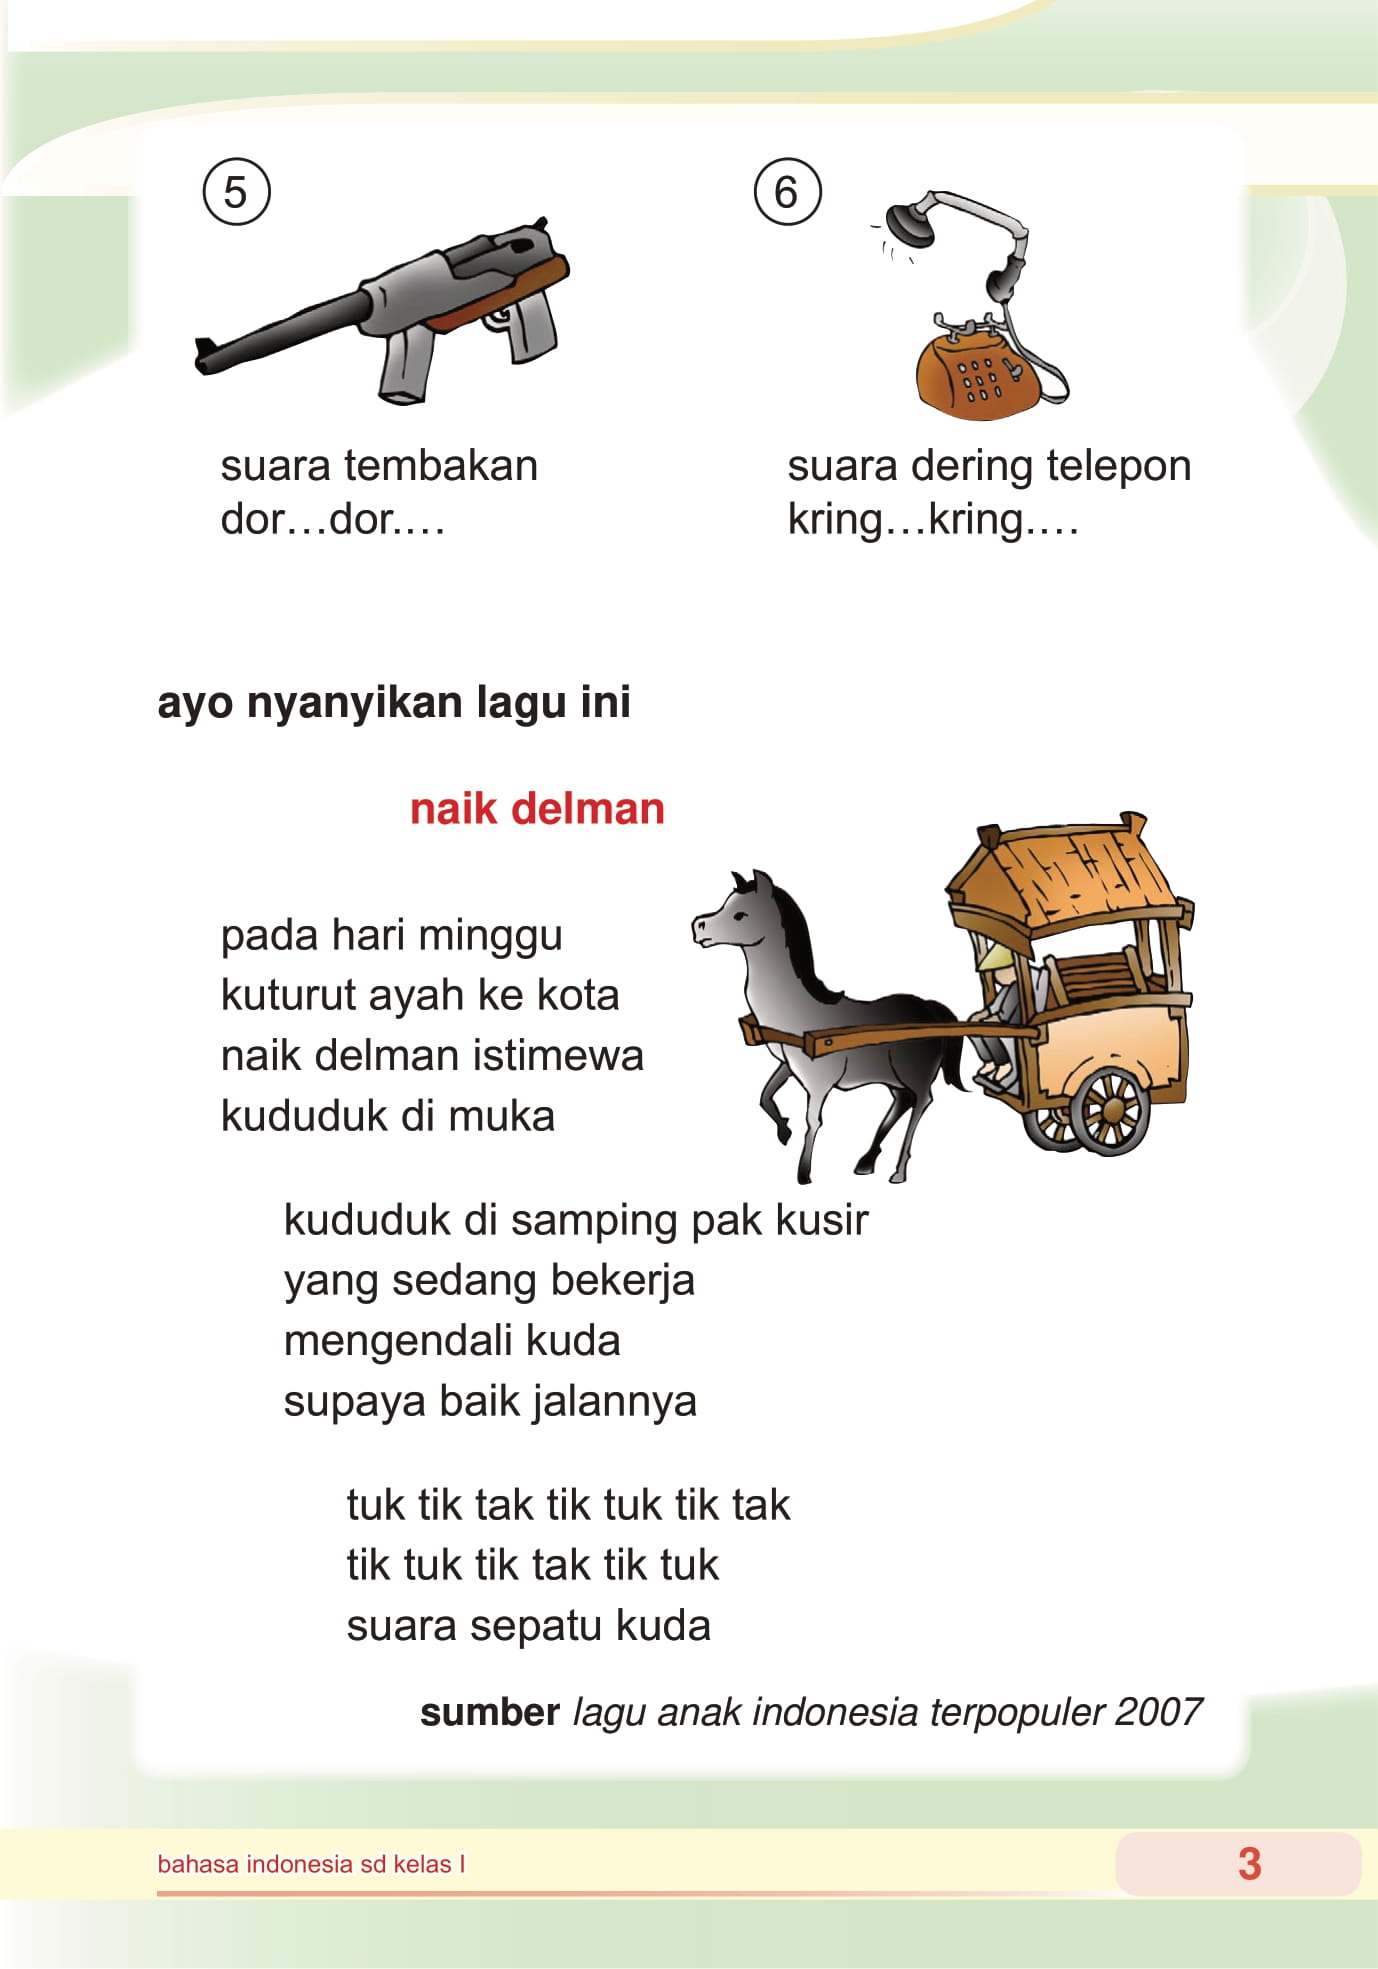 5
suara tembakan
dor...dor....
6
suara dering telepon
kring...kring....
ayo nyanyikan lagu ini
naik delman
pada hari minggu
kuturut ayah ke kota
naik delman istimewa
kududuk di muka
kududuk di samping pak kusir
yang sedang bekerja
mengendali kuda
supaya baik jalannya
tuk tik tak tik tuk tik tak
tik tuk tik tak tik tuk
suara sepatu kuda
sumber lagu anak indonesia terpopuler 2007
bahasa indonesia sd kelas I
3